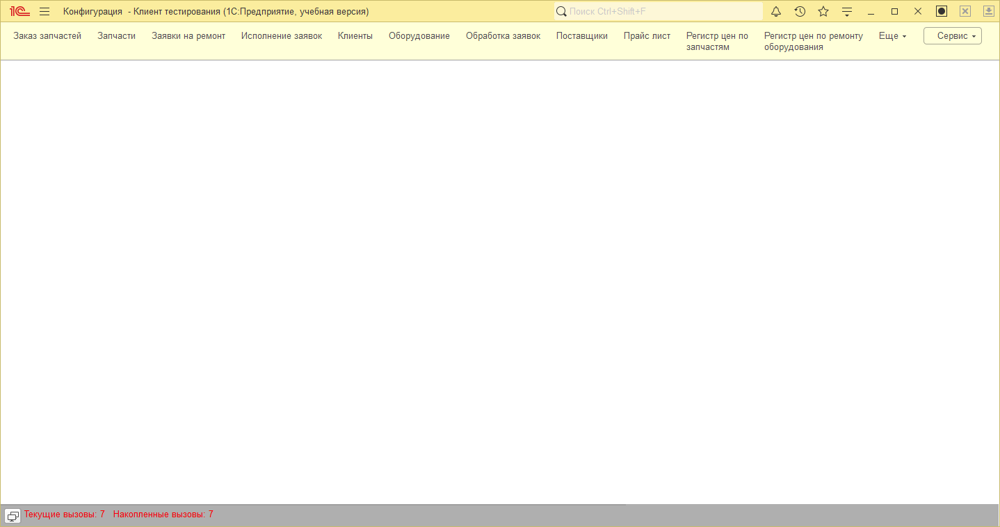 1С Конфигурация - Клиент тестирования (1С:Предприятие, учебная версия) Поиск Ctrl+Shift+F
Заказ запчастей Запчасти Заявки на ремонт Исполнение заявок Клиенты Оборудование Обработка заявок Поставщики Прайс лист Регистр цен по запчастям Регистр цен по ремонту оборудования Еще Сервис
Текущие вызовы: 7 Накопленные вызовы: 7